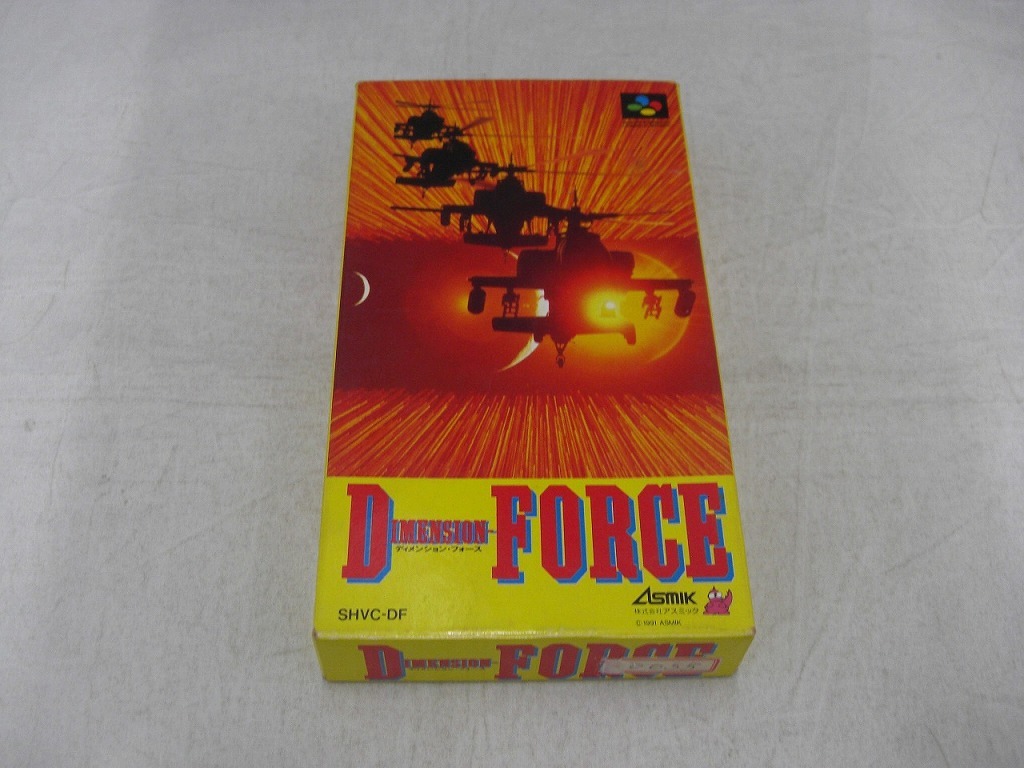 DIMENSION FORCE
ディメンション・フォース
ASMIK
株式会社アスミック
SHVC-DF
©1991 ASMIK
DIMENSION FORCE